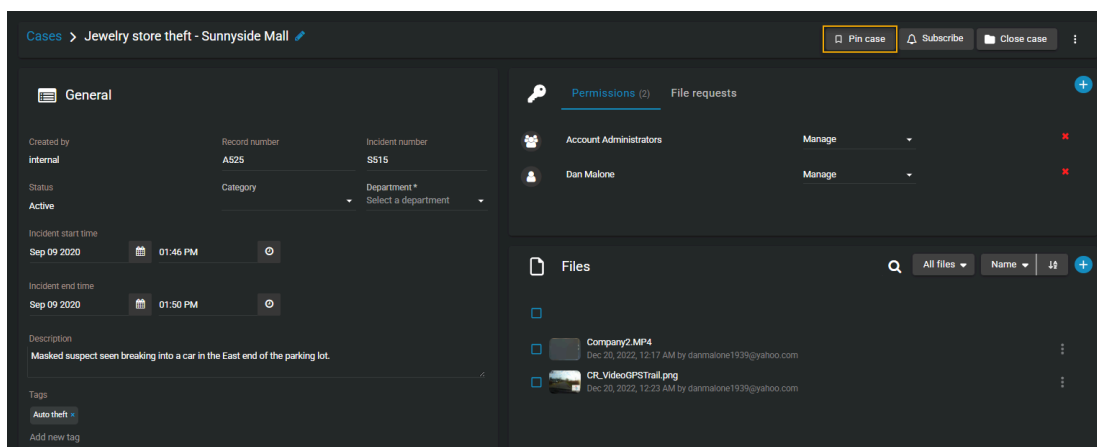 Cases > Jewelry store theft - Sunnyside Mall
Pin case
Subscribe
Close case
General
Created by
internal
Record number
A525
Incident number
S515
Status
Active
Category
Department *
Select a department
Incident start time
Sep 09 2020
01:46 PM
Incident end time
Sep 09 2020
01:50 PM
Description
Masked suspect seen breaking into a car in the East end of the parking lot.
Tags
Auto theft ×
Add new tag
Permissions (2)
File requests
Account Administrators
Manage
Dan Malone
Manage
Files
All files
Name
Company2.MP4
Dec 20, 2022, 12:17 AM by danmalone1939@yahoo.com
CR_VideoGPSTrail.png
Dec 20, 2022, 12:23 AM by danmalone1939@yahoo.com